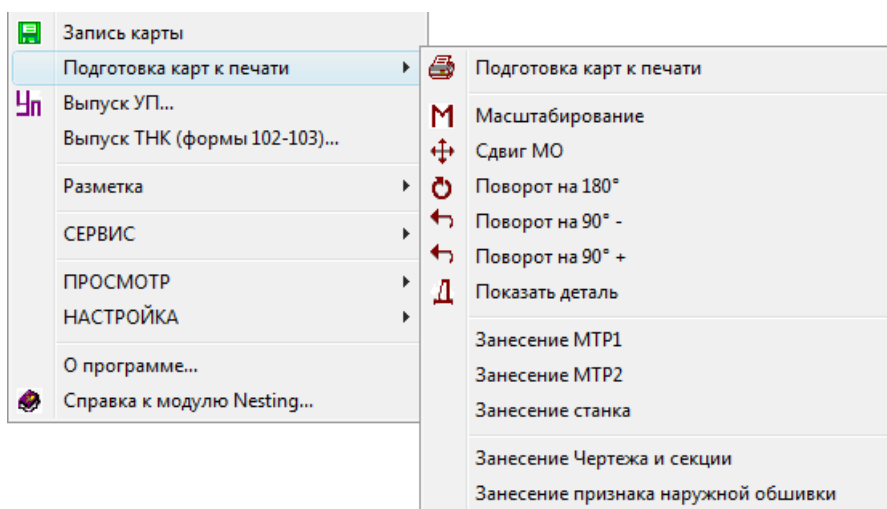 Запись карты
Подготовка карт к печати
Уп Выпуск УП...
Выпуск ТНК (формы 102-103)...
Разметка
СЕРВИС
ПРОСМОТР
НАСТРОЙКА
О программе...
Справка к модулю Nesting...
Подготовка карт к печати
М Масштабирование
Сдвиг МО
Поворот на 180°
Поворот на 90° -
Поворот на 90° +
Д Показать деталь
Занесение МТР1
Занесение МТР2
Занесение станка
Занесение Чертежа и секции
Занесение признака наружной обшивки